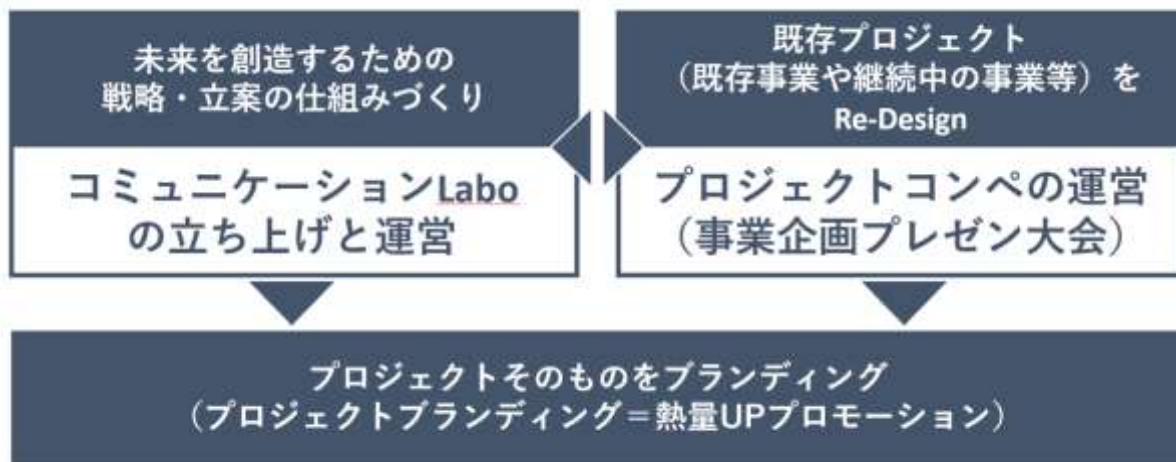 未来を創造するための
戦略・立案の仕組みづくり
コミュニケーションLabo
の立ち上げと運営
既存プロジェクト
（既存事業や継続中の事業等）を
Re-Design
プロジェクトコンペの運営
（事業企画プレゼン大会）
プロジェクトそのものをブランディング
（プロジェクトブランディング＝熱量UPプロモーション）